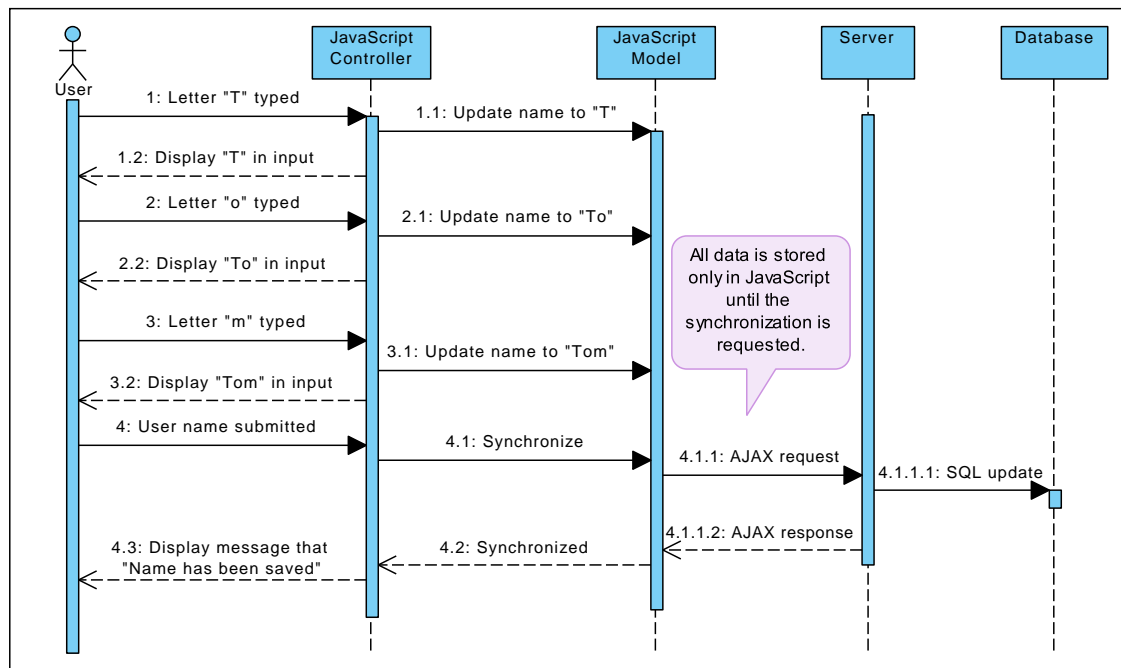 JavaScript
Controller
JavaScript
Model
Server
Database
User
1: Letter "T" typed
1.1: Update name to "T"
1.2: Display "T" in input
2: Letter "o" typed
2.1: Update name to "To"
2.2: Display "To" in input
All data is stored
only in JavaScript
until the
synchronization is
requested.
3: Letter "m" typed
3.1: Update name to "Tom"
3.2: Display "Tom" in input
4: User name submitted
4.1: Synchronize
4.1.1: AJAX request
4.1.1.1: SQL update
4.1.1.2: AJAX response
4.2: Synchronized
4.3: Display message that
"Name has been saved"